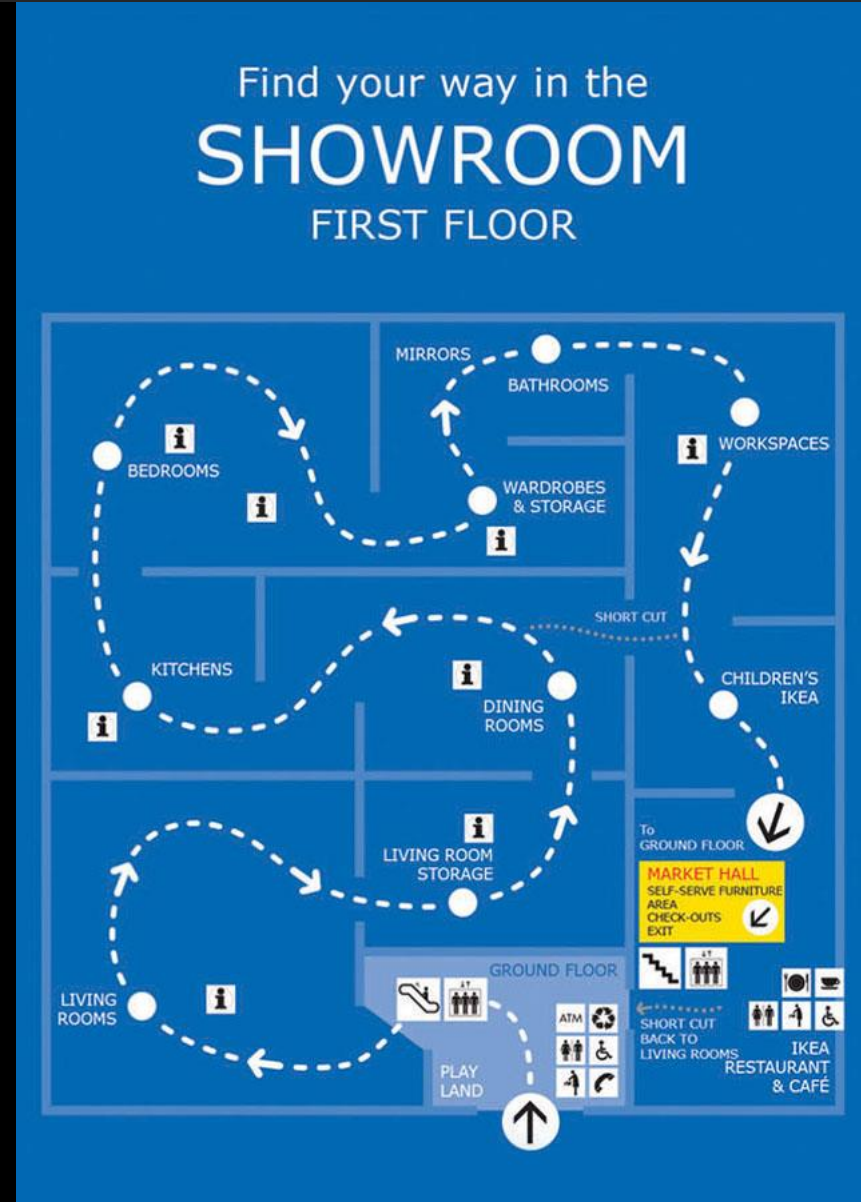 Find your way in the
SHOWROOM
FIRST FLOOR
MIRRORS
BATHROOMS
WORKSPACES
BEDROOMS
WARDROBES
& STORAGE
SHORT CUT
KITCHENS
CHILDREN'S
IKEA
DINING
ROOMS
To
GROUND FLOOR
LIVING ROOM
STORAGE
MARKET HALL
SELF-SERVE FURNITURE
AREA
CHECK-OUTS
EXIT
GROUND FLOOR
LIVING
ROOMS
ATM
SHORT CUT
BACK TO
LIVING ROOMS
IKEA
RESTAURANT
& CAFÉ
PLAY
LAND